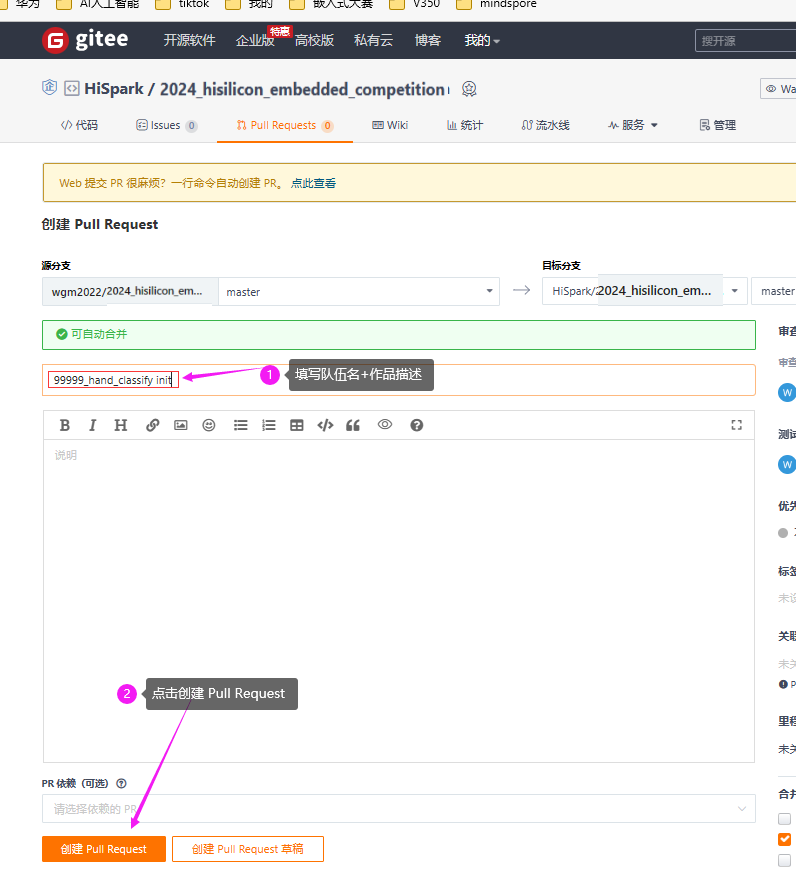 华为 AI人工智能 tiktok 我的 嵌入式大赛 V350 mindspore
G gitee 开源软件 企业版 特惠 高校版 私有云 博客 我的 搜开源
企 HiSpark / 2024_hisilicon_embedded_competition Wa
代码 Issues 0 Pull Requests 0 Wiki 统计 流水线 服务 管理
Web 提交 PR 很麻烦？一行命令自动创建 PR。 点此查看
创建 Pull Request
源分支 目标分支
wgm2022/2024_hisilicon_em... master HiSpark/2024_hisilicon_em... master
可自动合并
审查
99999_hand_classify init 1 填写队伍名+作品描述
审查
W
B I H
测试
说明
W
优先
标签
未设
关联
未关
2 点击创建 Pull Request
P
里程
未关
PR 依赖（可选）
合并
请选择依赖的 PR
创建 Pull Request 创建 Pull Request 草稿